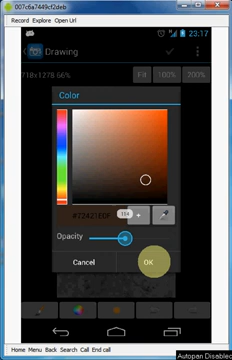 007c6a7449cf2deb
Record Explore Open Url
23:17
Drawing
718x1278 56%
Fit 100% 200%
Color
114 +
Opacity
Cancel OK
Home Menu Back Search Call End call
Autopan Disabled